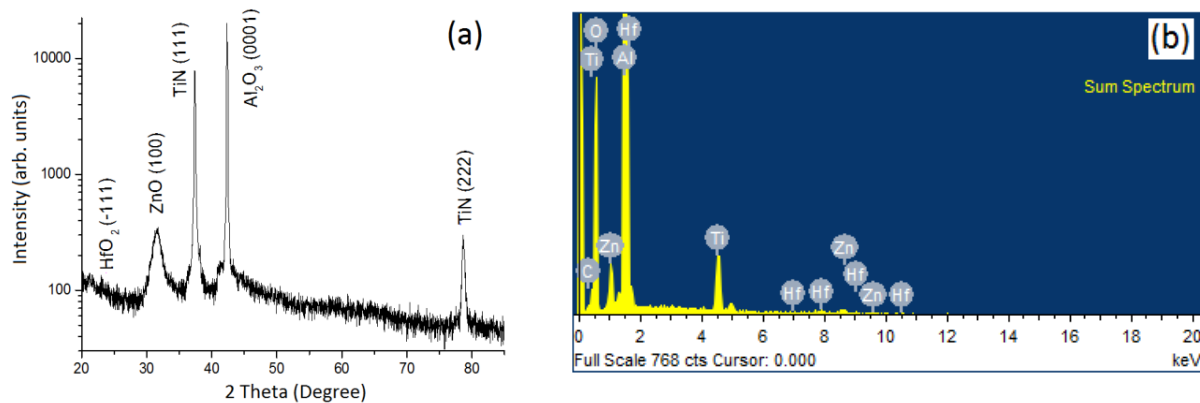 (a)
Intensity (arb. units)
10000
1000
100
HfO₂ (-111)
ZnO (100)
TiN (111)
Al₂O₃ (0001)
TiN (222)
20 30 40 50 60 70 80
2 Theta (Degree)
(b)
Sum Spectrum
O Hf
Ti Al
C Zn Ti Zn
Hf Hf Hf Zn Hf
0 2 4 6 8 10 12 14 16 18 20
Full Scale 768 cts Cursor: 0.000 keV